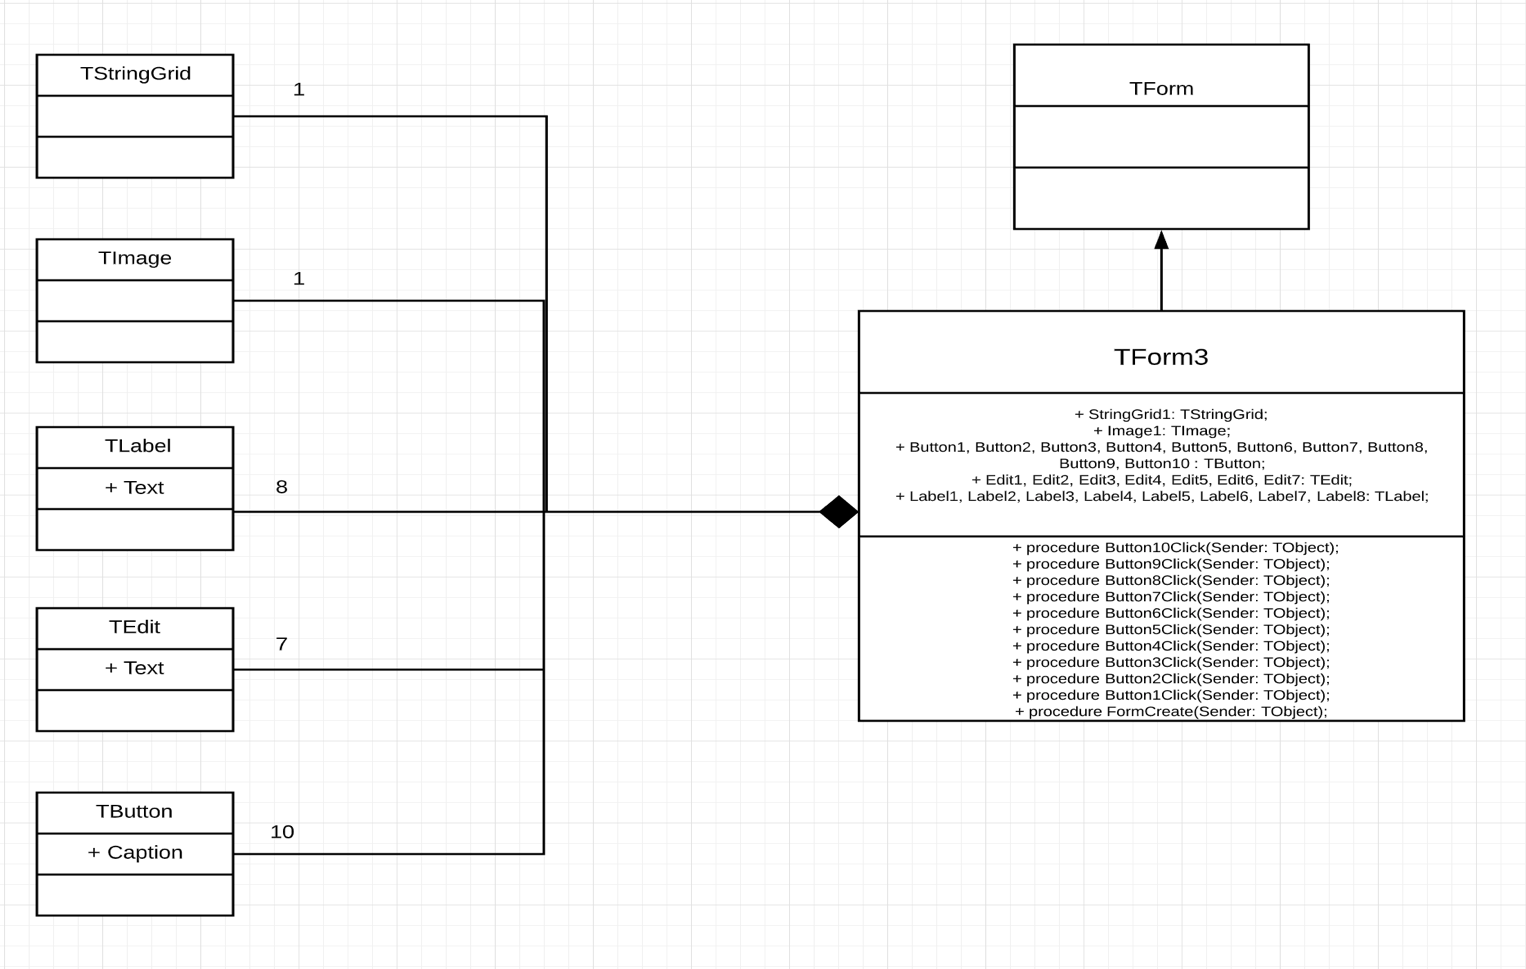 TStringGrid
1
TImage
1
TLabel
+ Text
8
TEdit
+ Text
7
TButton
+ Caption
10
TForm
TForm3
+ StringGrid1: TStringGrid;
+ Image1: TImage;
+ Button1, Button2, Button3, Button4, Button5, Button6, Button7, Button8,
Button9, Button10 : TButton;
+ Edit1, Edit2, Edit3, Edit4, Edit5, Edit6, Edit7: TEdit;
+ Label1, Label2, Label3, Label4, Label5, Label6, Label7, Label8: TLabel;
+ procedure Button10Click(Sender: TObject);
+ procedure Button9Click(Sender: TObject);
+ procedure Button8Click(Sender: TObject);
+ procedure Button7Click(Sender: TObject);
+ procedure Button6Click(Sender: TObject);
+ procedure Button5Click(Sender: TObject);
+ procedure Button4Click(Sender: TObject);
+ procedure Button3Click(Sender: TObject);
+ procedure Button2Click(Sender: TObject);
+ procedure Button1Click(Sender: TObject);
+ procedure FormCreate(Sender: TObject);